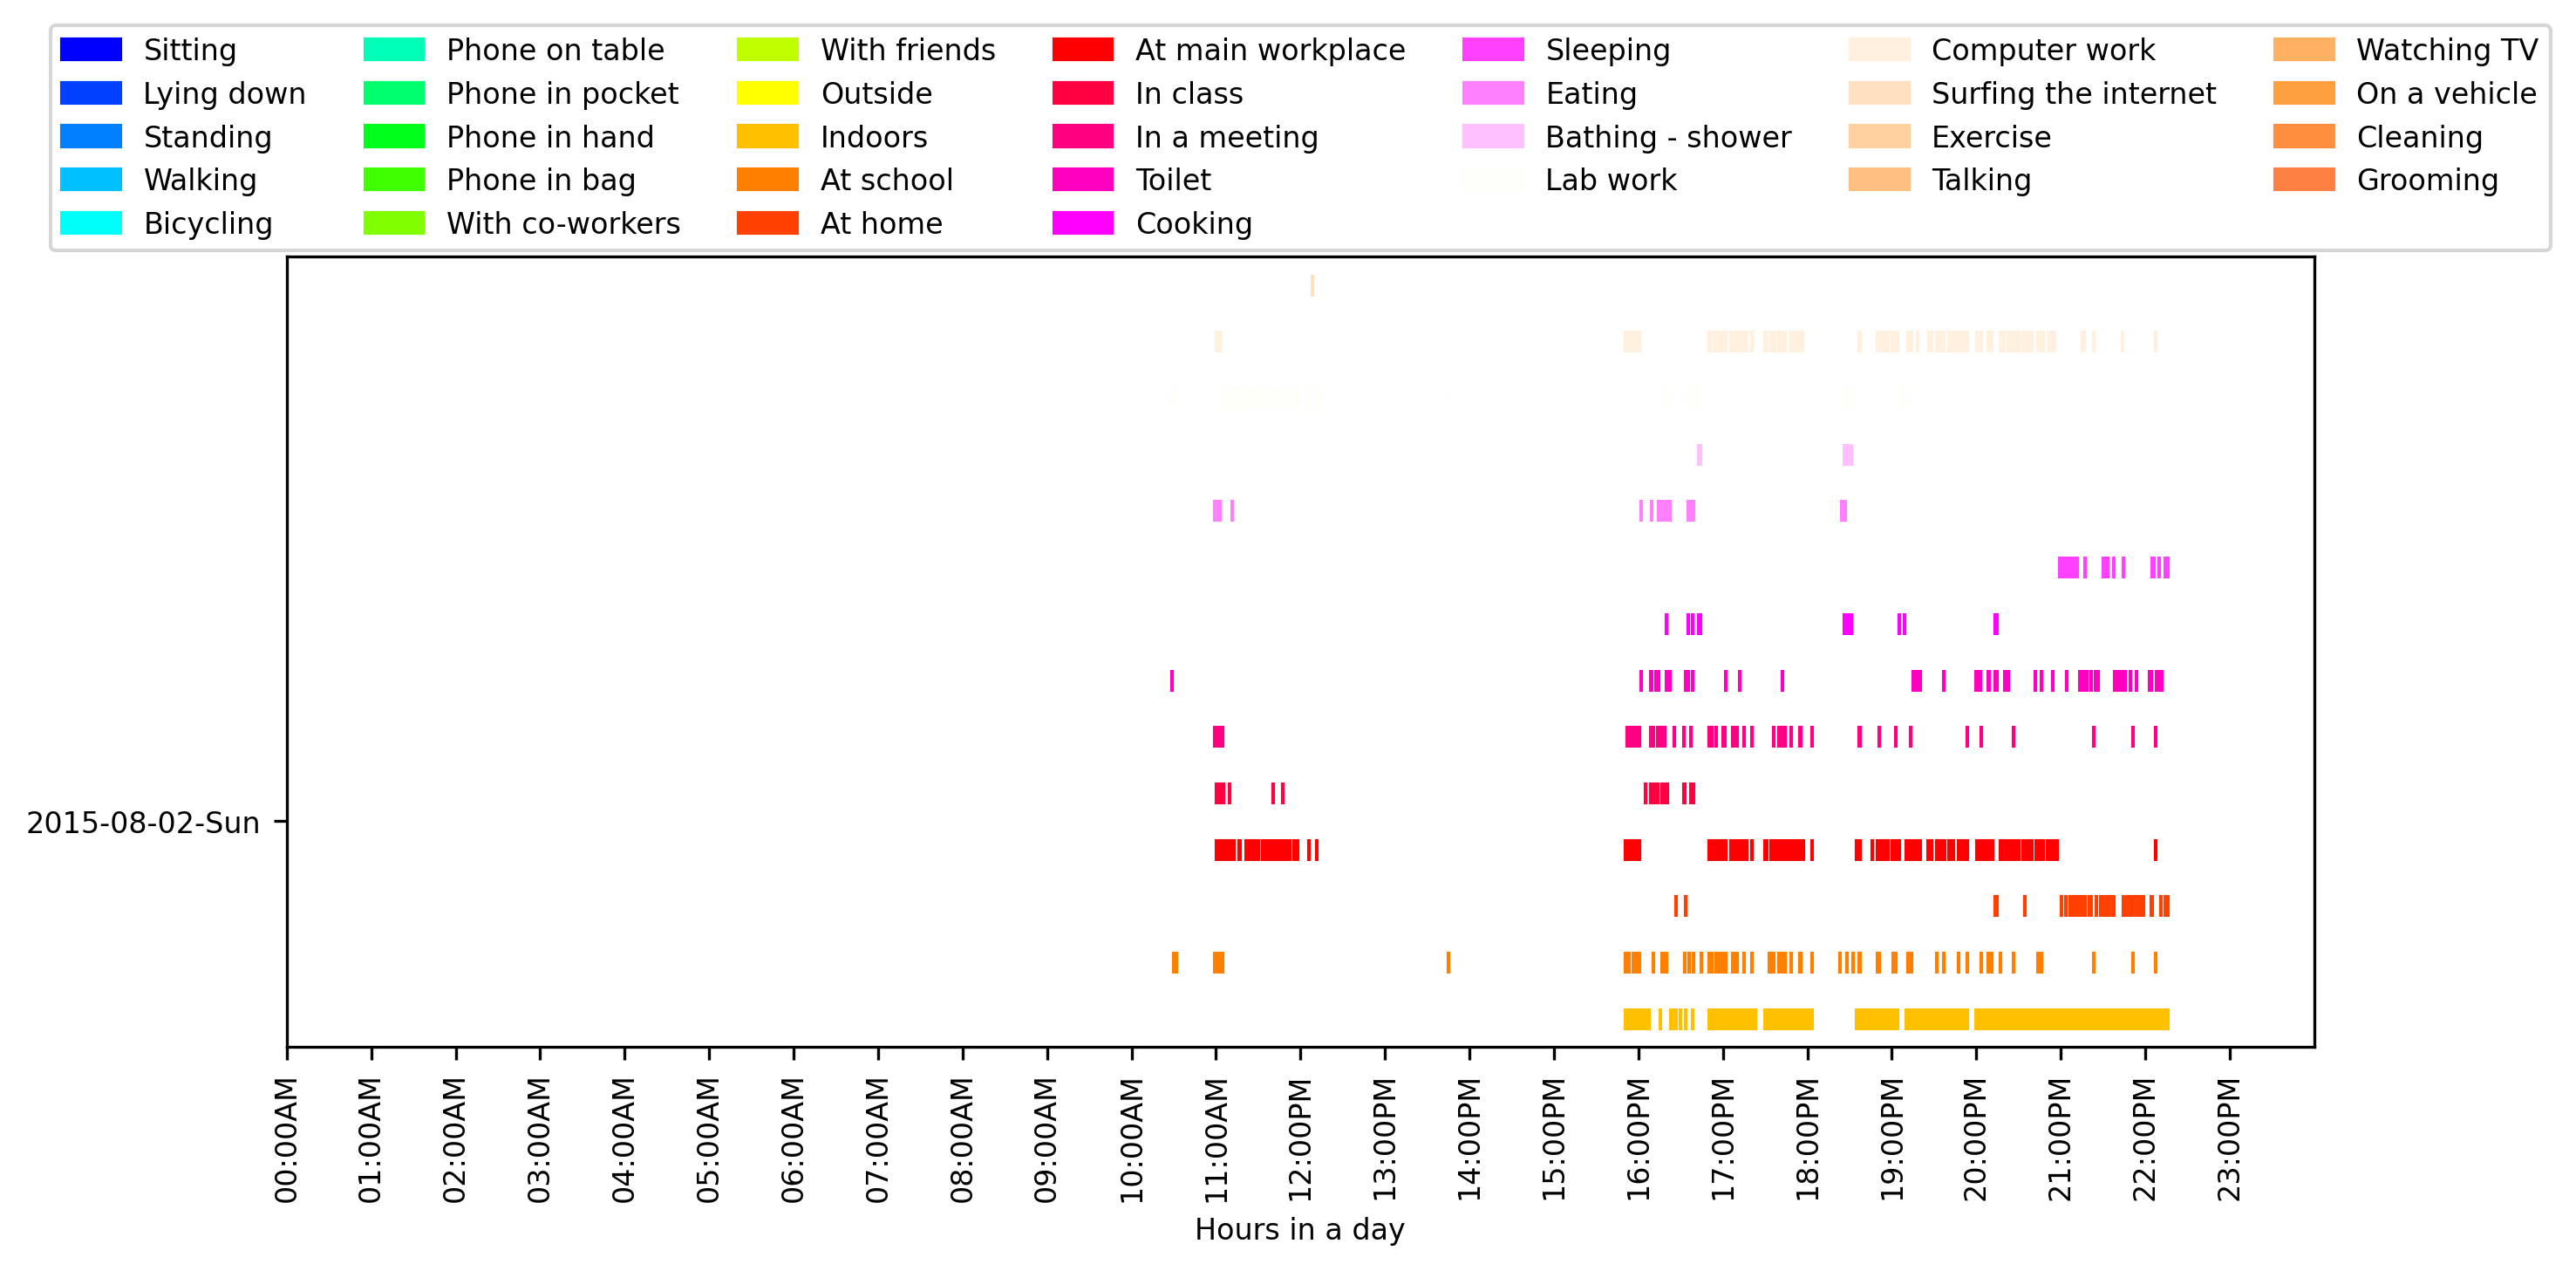 Sitting Phone on table With friends At main workplace Sleeping Computer work Watching TV
Lying down Phone in pocket Outside In class Eating Surfing the internet On a vehicle
Standing Phone in hand Indoors In a meeting Bathing - shower Exercise Cleaning
Walking Phone in bag At school Toilet Lab work Talking Grooming
Bicycling With co-workers At home Cooking
2015-08-02-Sun
00:00AM 01:00AM 02:00AM 03:00AM 04:00AM 05:00AM 06:00AM 07:00AM 08:00AM 09:00AM 10:00AM 11:00AM 12:00PM 13:00PM 14:00PM 15:00PM 16:00PM 17:00PM 18:00PM 19:00PM 20:00PM 21:00PM 22:00PM 23:00PM
Hours in a day